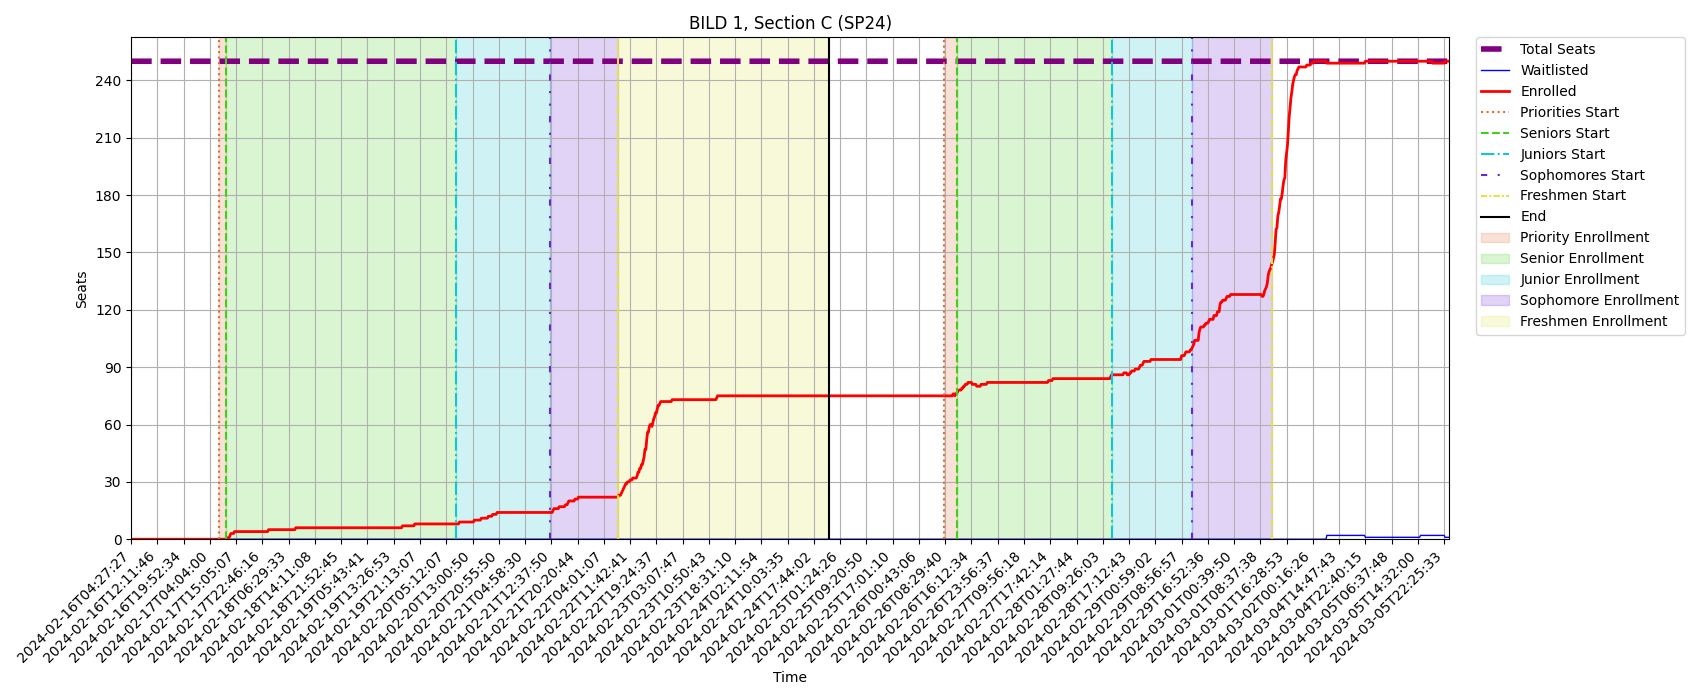 BILD 1, Section C (SP24)
Seats
240
210
180
150
120
90
60
30
0
2024-02-16T04:27:27
2024-02-16T12:11:46
2024-02-16T19:52:34
2024-02-17T04:04:00
2024-02-17T15:05:07
2024-02-17T22:46:16
2024-02-18T06:29:33
2024-02-18T14:11:08
2024-02-18T21:52:45
2024-02-19T05:43:41
2024-02-19T13:26:53
2024-02-19T21:13:07
2024-02-20T05:12:07
2024-02-20T13:00:50
2024-02-20T20:55:50
2024-02-21T04:58:30
2024-02-21T12:37:50
2024-02-21T20:20:44
2024-02-22T04:01:07
2024-02-22T11:42:41
2024-02-22T19:24:37
2024-02-23T03:07:47
2024-02-23T10:50:43
2024-02-23T18:31:10
2024-02-24T02:11:54
2024-02-24T10:03:35
2024-02-24T17:44:02
2024-02-25T01:24:26
2024-02-25T09:20:50
2024-02-25T17:01:10
2024-02-26T00:43:06
2024-02-26T08:29:40
2024-02-26T16:12:34
2024-02-26T23:56:37
2024-02-27T09:56:18
2024-02-27T17:42:14
2024-02-28T01:27:44
2024-02-28T09:26:03
2024-02-28T17:12:43
2024-02-29T00:59:02
2024-02-29T08:56:57
2024-02-29T16:52:36
2024-03-01T00:39:50
2024-03-01T08:37:38
2024-03-01T16:28:53
2024-03-02T00:16:26
2024-03-04T14:47:43
2024-03-04T22:40:15
2024-03-05T06:37:48
2024-03-05T14:32:00
2024-03-05T22:25:33
Time
Total Seats
Waitlisted
Enrolled
Priorities Start
Seniors Start
Juniors Start
Sophomores Start
Freshmen Start
End
Priority Enrollment
Senior Enrollment
Junior Enrollment
Sophomore Enrollment
Freshmen Enrollment